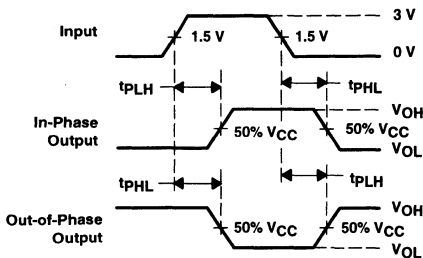 3 V
Input
1.5 V
1.5 V
0 V
tPLH
tPHL
In-Phase
Output
VOH
50% VCC
50% VCC
VOL
tPHL
tPLH
Out-of-Phase
Output
VOH
50% VCC
50% VCC
VOL